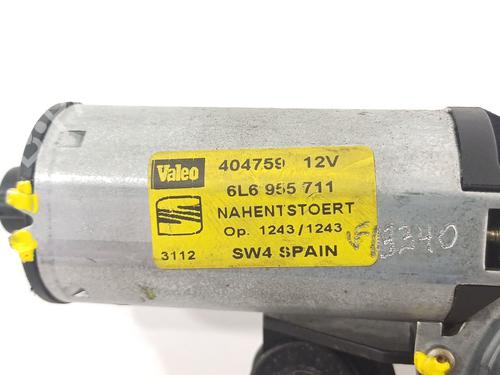 Valeo 404759 12V
6L6 955 711
NAHENTSTOERT
Op. 1243/1243
3112 SW4 SPAIN